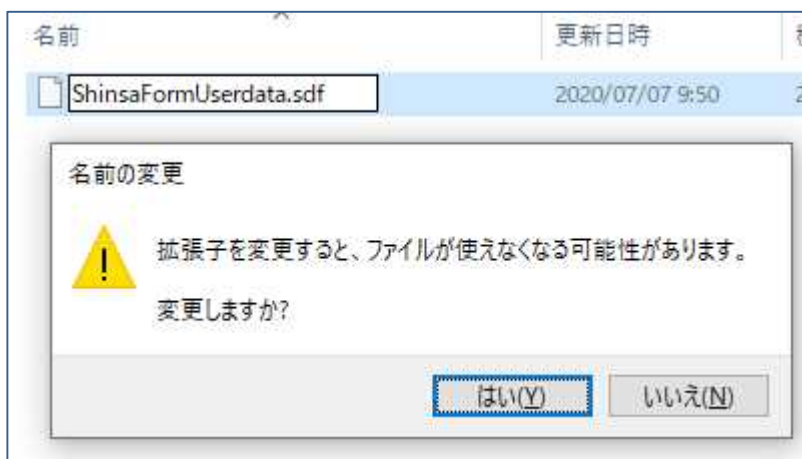 名前 更新日時
ShinsaFormUserdata.sdf 2020/07/07 9:50
名前の変更
拡張子を変更すると、ファイルが使えなくなる可能性があります。
変更しますか?
はい(Y) いいえ(N)